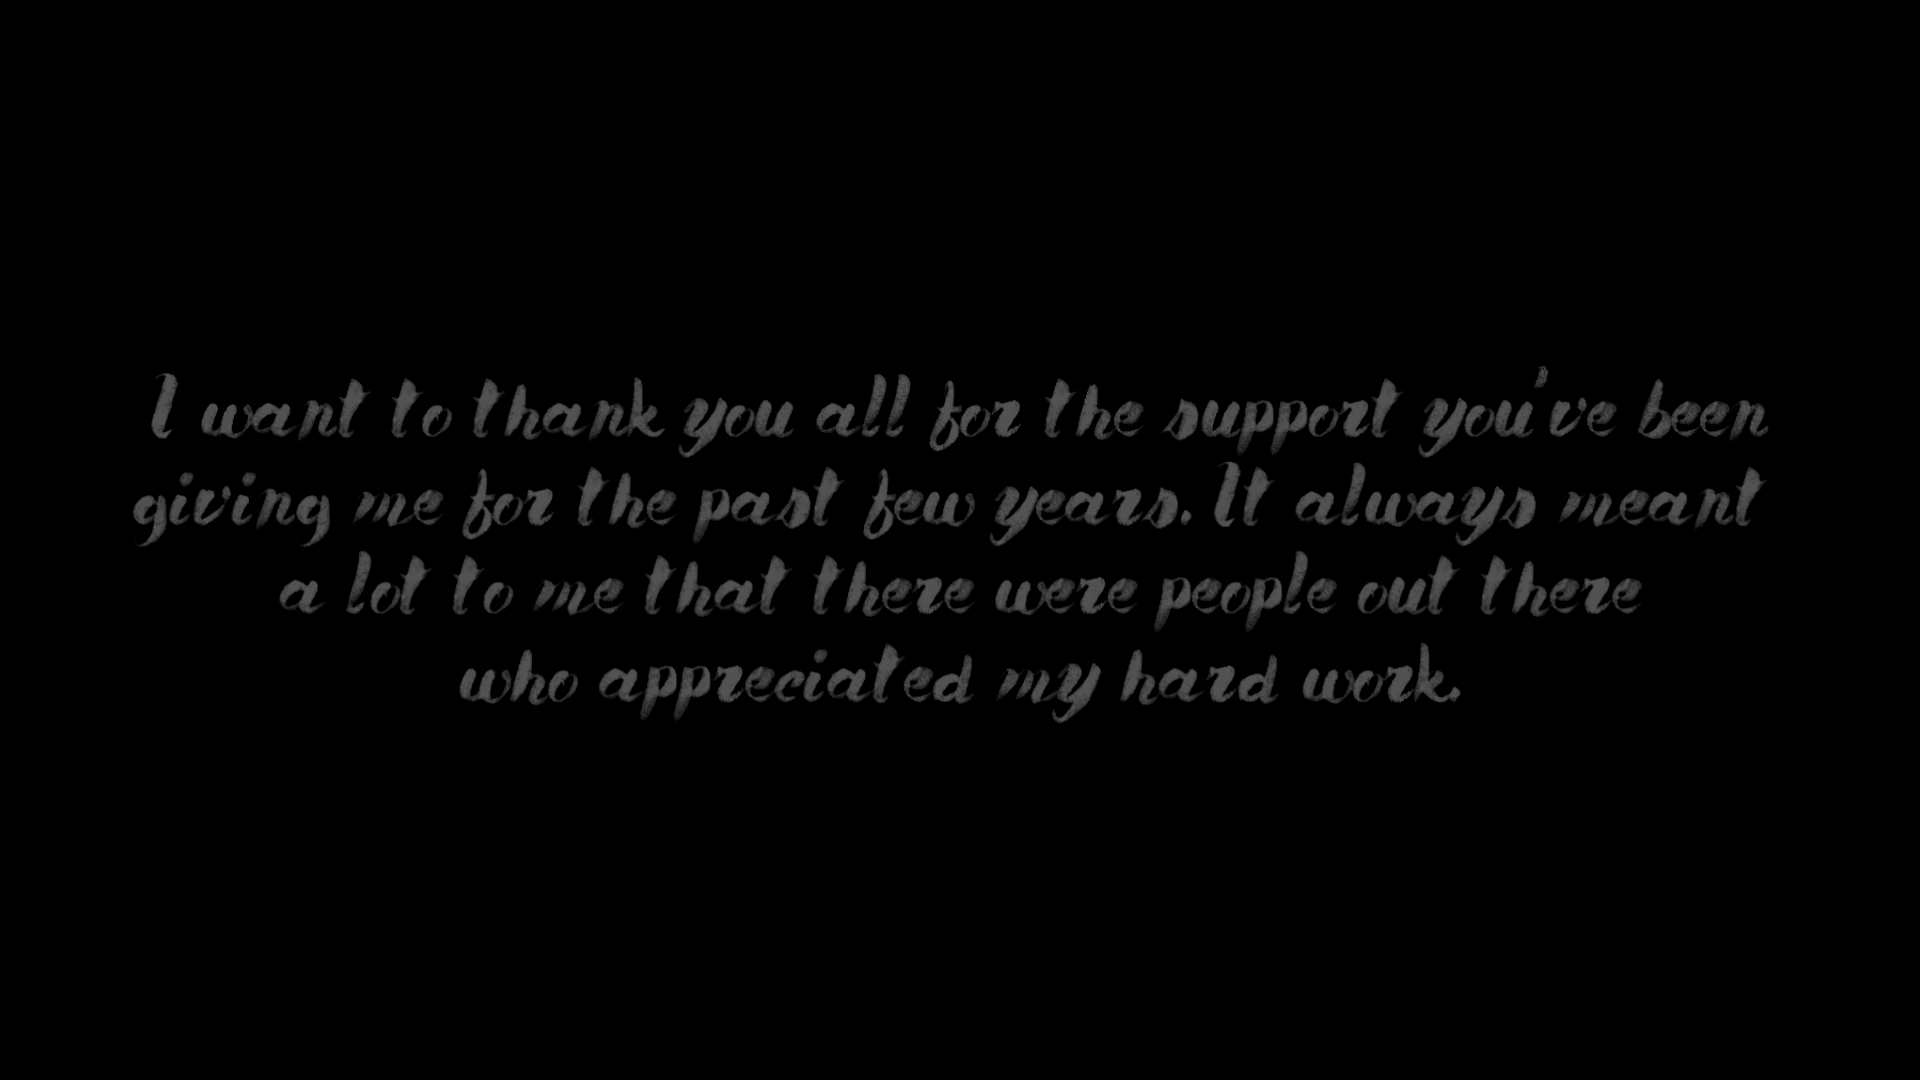 I want to thank you all for the support you've been
giving me for the past few years. It always meant
a lot to me that there were people out there
who appreciated my hard work.